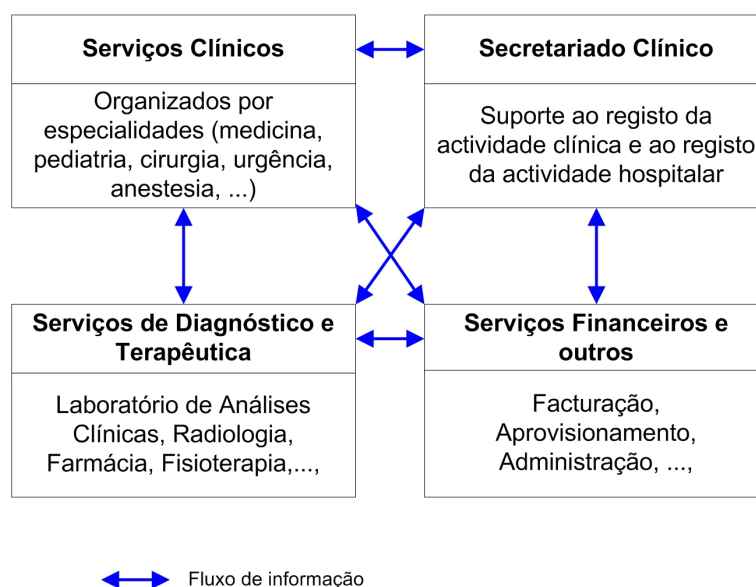 Serviços Clínicos
Organizados por
especialidades (medicina,
pediatria, cirurgia, urgência,
anestesia, ...)
Secretariado Clínico
Suporte ao registo da
actividade clínica e ao registo
da actividade hospitalar
Serviços de Diagnóstico e
Terapêutica
Laboratório de Análises
Clínicas, Radiologia,
Farmácia, Fisioterapia,...,
Serviços Financeiros e
outros
Facturação,
Aprovisionamento,
Administração, ...,
Fluxo de informação